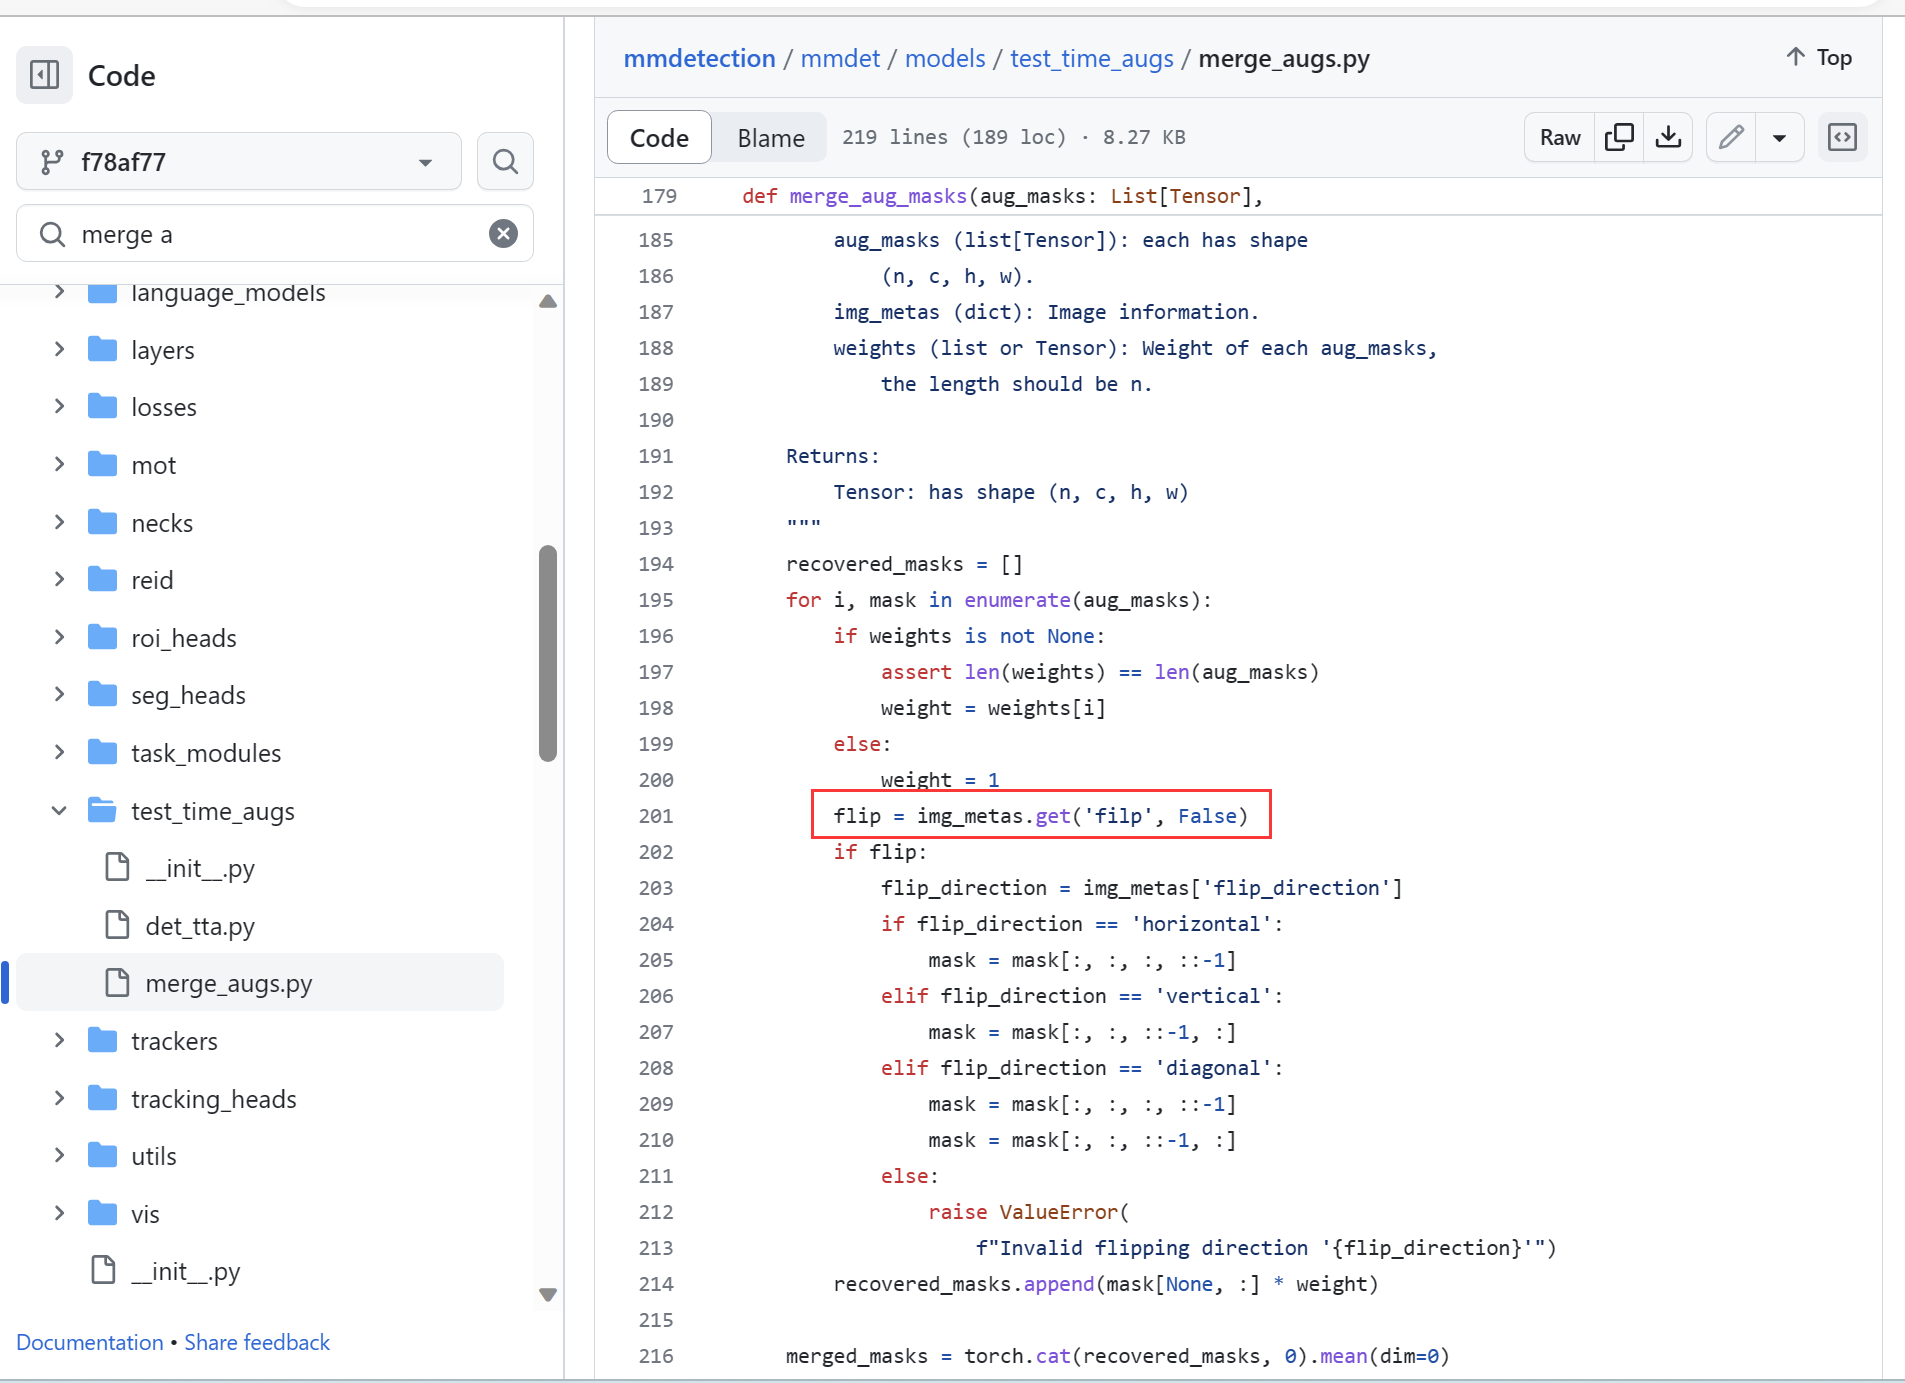 Code
f78af77
merge a
language_models
layers
losses
mot
necks
reid
roi_heads
seg_heads
task_modules
test_time_augs
__init__.py
det_tta.py
merge_augs.py
trackers
tracking_heads
utils
vis
__init__.py
Documentation • Share feedback
mmdetection / mmdet / models / test_time_augs / merge_augs.py
Top
Code Blame 219 lines (189 loc) · 8.27 KB
Raw
179 def merge_aug_masks(aug_masks: List[Tensor],
185 aug_masks (list[Tensor]): each has shape
186 (n, c, h, w).
187 img_metas (dict): Image information.
188 weights (list or Tensor): Weight of each aug_masks,
189 the length should be n.
190
191 Returns:
192 Tensor: has shape (n, c, h, w)
193 """
194 recovered_masks = []
195 for i, mask in enumerate(aug_masks):
196 if weights is not None:
197 assert len(weights) == len(aug_masks)
198 weight = weights[i]
199 else:
200 weight = 1
201 flip = img_metas.get('filp', False)
202 if flip:
203 flip_direction = img_metas['flip_direction']
204 if flip_direction == 'horizontal':
205 mask = mask[:, :, :, ::-1]
206 elif flip_direction == 'vertical':
207 mask = mask[:, :, ::-1, :]
208 elif flip_direction == 'diagonal':
209 mask = mask[:, :, :, ::-1]
210 mask = mask[:, :, ::-1, :]
211 else:
212 raise ValueError(
213 f"Invalid flipping direction '{flip_direction}'")
214 recovered_masks.append(mask[None, :] * weight)
215
216 merged_masks = torch.cat(recovered_masks, 0).mean(dim=0)